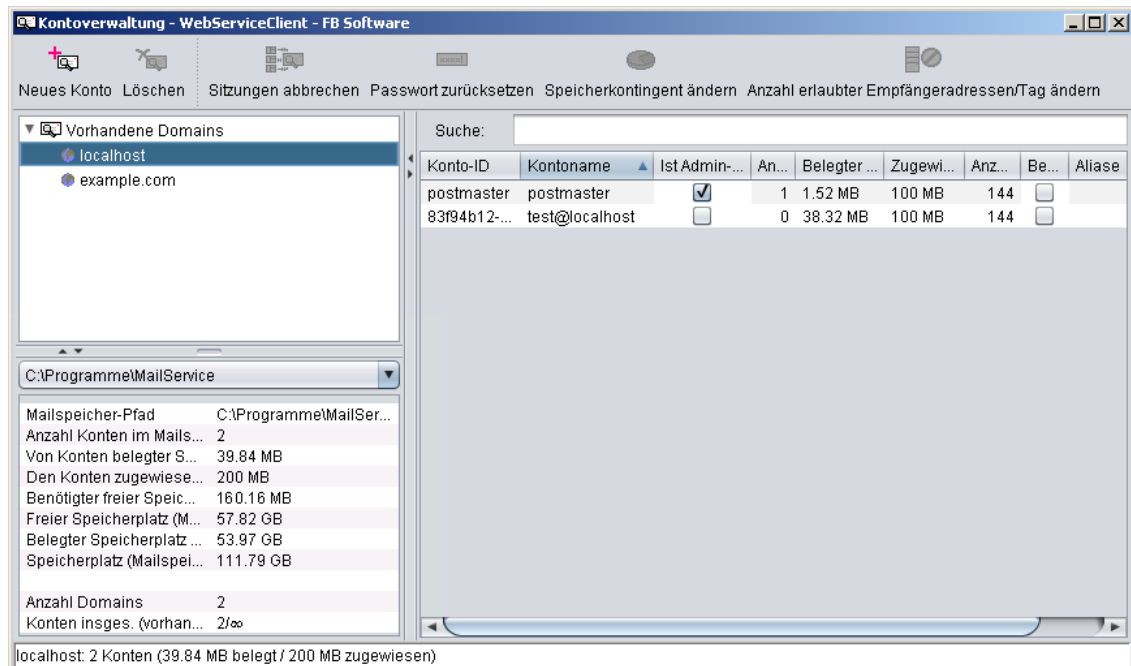 Kontoverwaltung - WebServiceClient - FB Software
Neues Konto Löschen Sitzungen abbrechen Passwort zurücksetzen Speicherkontingent ändern Anzahl erlaubter Empfängeradressen/Tag ändern
Vorhandene Domains
localhost
example.com
C:\Programme\MailService
Mailspeicher-Pfad C:\Programme\MailSer...
Anzahl Konten im Mails... 2
Von Konten belegter S... 39.84 MB
Den Konten zugewiese... 200 MB
Benötigter freier Speic... 160.16 MB
Freier Speicherplatz (M... 57.82 GB
Belegter Speicherplatz ... 53.97 GB
Speicherplatz (Mailspei... 111.79 GB
Anzahl Domains 2
Konten insges. (vorhan... 2/∞
Suche:
Konto-ID Kontoname Ist Admin-... An... Belegter ... Zugewi... Anz... Be... Aliase
postmaster postmaster 1 1.52 MB 100 MB 144
83f94b12-... test@localhost 0 38.32 MB 100 MB 144
localhost: 2 Konten (39.84 MB belegt / 200 MB zugewiesen)